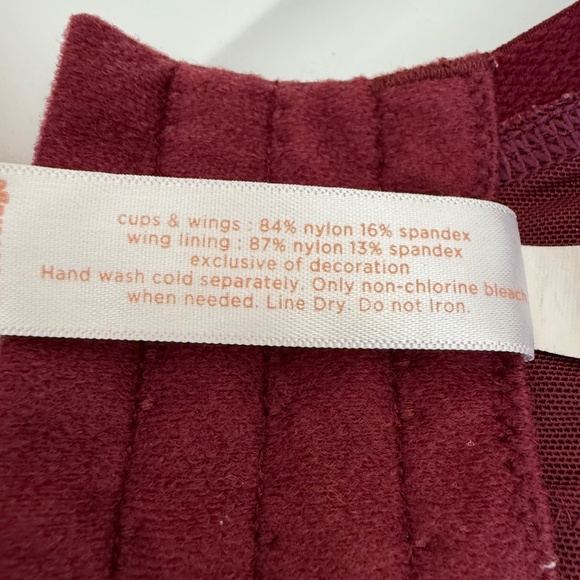 cups & wings : 84% nylon 16% spandex
wing lining : 87% nylon 13% spandex
exclusive of decoration
Hand wash cold separately. Only non-chlorine bleach
when needed. Line Dry. Do not Iron.